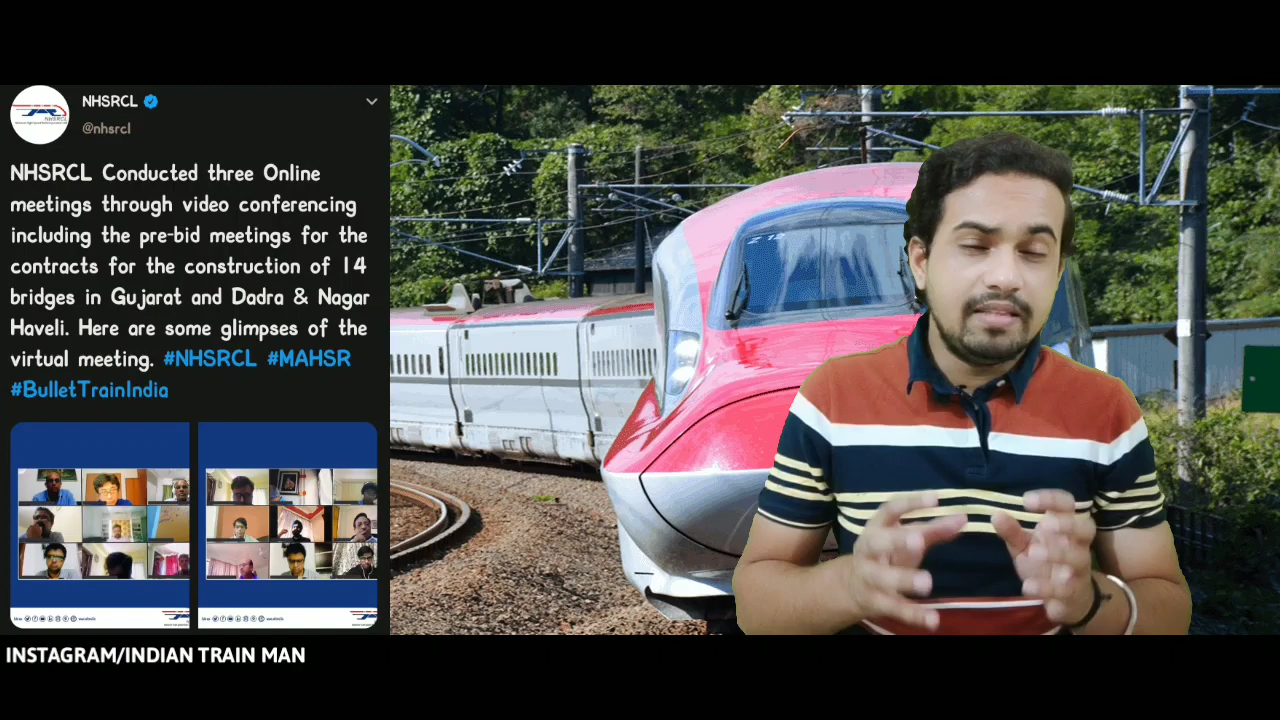 NHSRCL
@nhsrcl
NHSRCL Conducted three Online
meetings through video conferencing
including the pre-bid meetings for the
contracts for the construction of 14
bridges in Gujarat and Dadra & Nagar
Haveli. Here are some glimpses of the
virtual meeting. #NHSRCL #MAHSR
#BulletTrainIndia
Z 12
INSTAGRAM/INDIAN TRAIN MAN